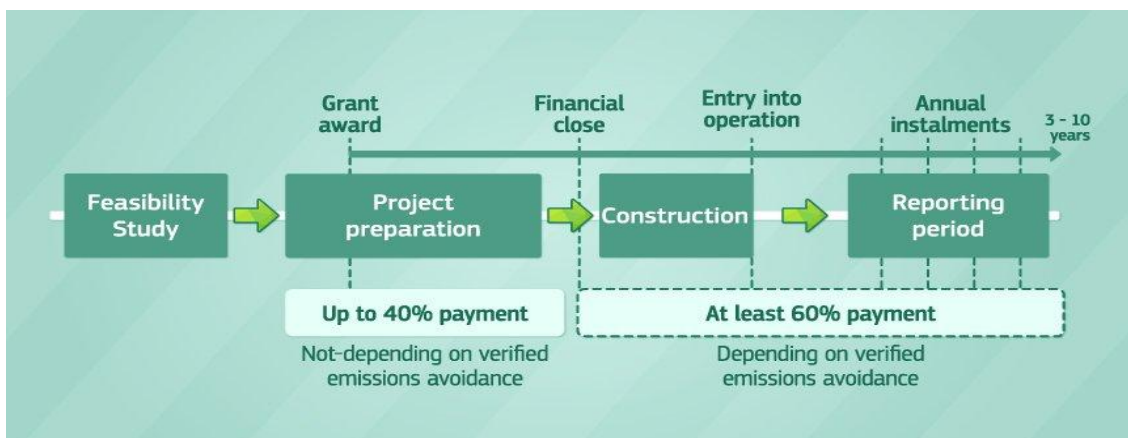 Grant
award
Financial
close
Entry into
operation
Annual
instalments
3 - 10
years
Feasibility
Study
Project
preparation
Construction
Reporting
period
Up to 40% payment
At least 60% payment
Not-depending on verified
emissions avoidance
Depending on verified
emissions avoidance